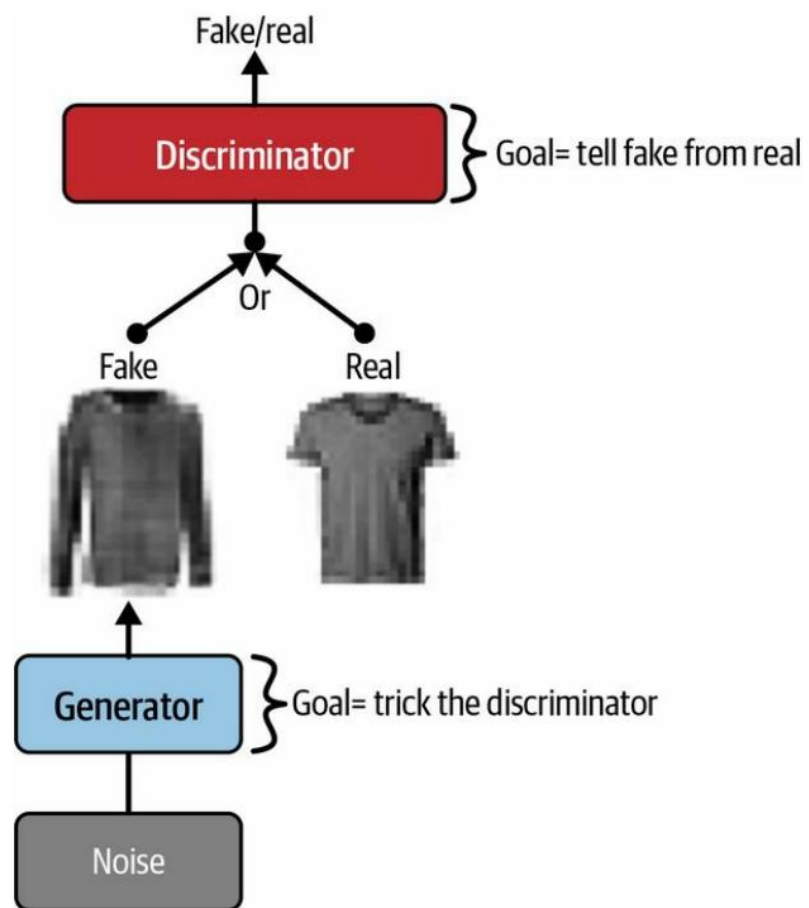 Fake/real
Discriminator
Goal= tell fake from real
Or
Fake
Real
Generator
Goal= trick the discriminator
Noise